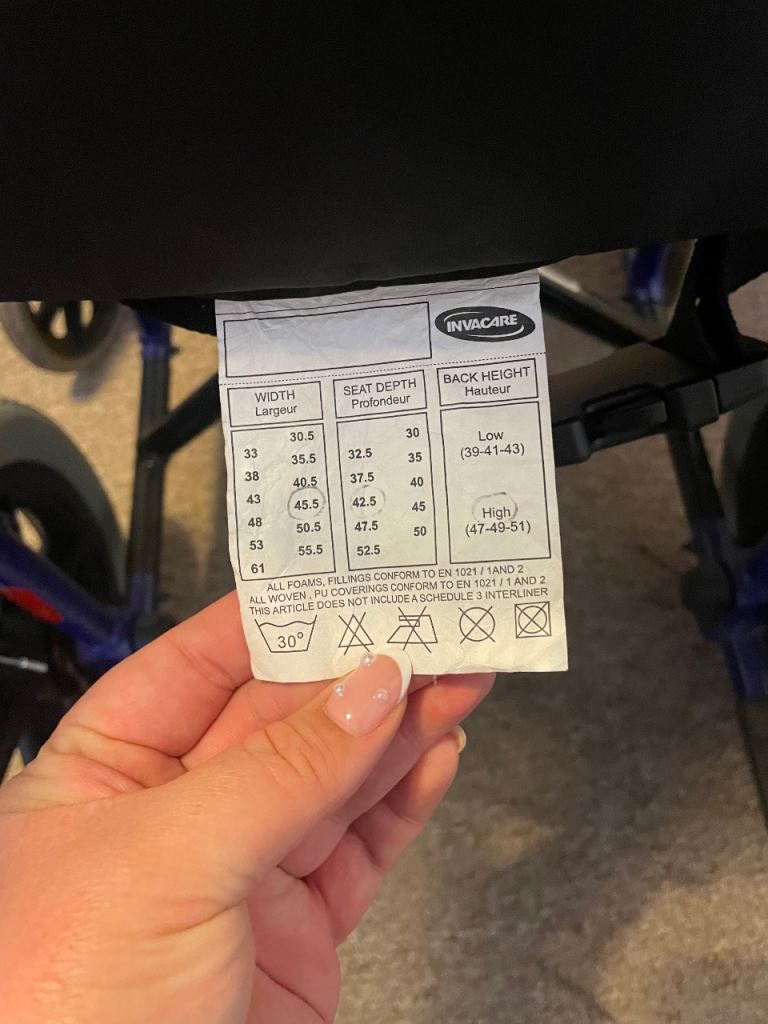 INVACARE
WIDTH
Largeur
30.5
33
35.5
38
40.5
43
45.5
48
50.5
53
55.5
61
SEAT DEPTH
Profondeur
30
32.5
35
37.5
40
42.5
45
47.5
50
52.5
BACK HEIGHT
Hauteur
Low
(39-41-43)
High
(47-49-51)
ALL FOAMS, FILLINGS CONFORM TO EN 1021 / 1AND 2
ALL WOVEN , PU COVERINGS CONFORM TO EN 1021 / 1 AND 2
THIS ARTICLE DOES NOT INCLUDE A SCHEDULE 3 INTERLINER
30°